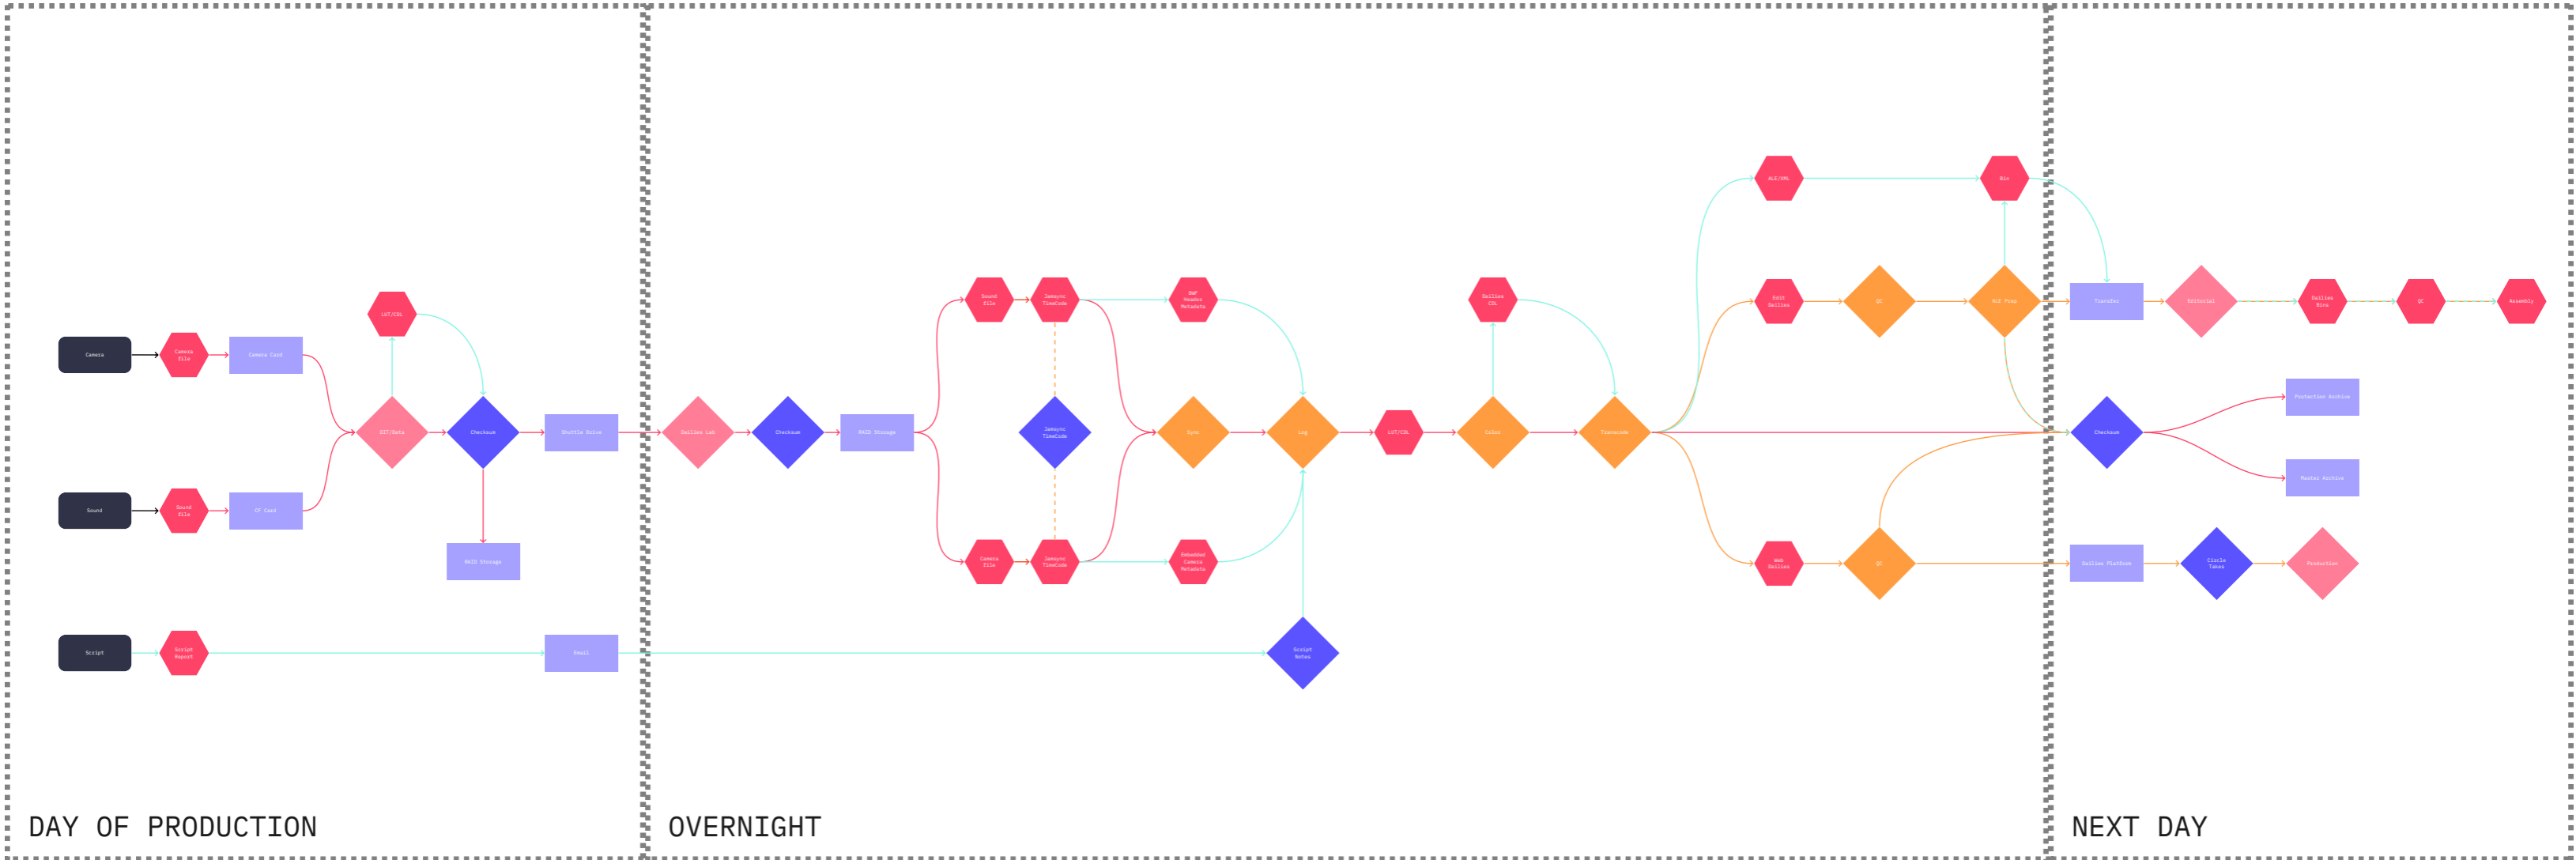 Camera
Camera
File
Camera Card
Sound
Sound
File
CF Card
Script
Script
Report
Email
LUT/CDL
DIT/Data
Checksum
Shuttle Drive
RAID Storage
DAY OF PRODUCTION
Dailies Lab
Checksum
RAID Storage
Sound
File
Jamsync
TimeCode
BWF
Header
Metadata
Jamsync
TimeCode
Camera
File
Jamsync
TimeCode
Embedded
Camera
Metadata
Sync
Log
Script
Notes
LUT/CDL
Dailies
CDL
Color
Transcode
ALE/XML
Bin
Edit
Dailies
QC
NLE Prep
Web
Dailies
QC
OVERNIGHT
Transfer
Editorial
Dailies
Bins
QC
Assembly
Checksum
Protection Archive
Master Archive
Dailies Platform
Circle
Takes
Production
NEXT DAY